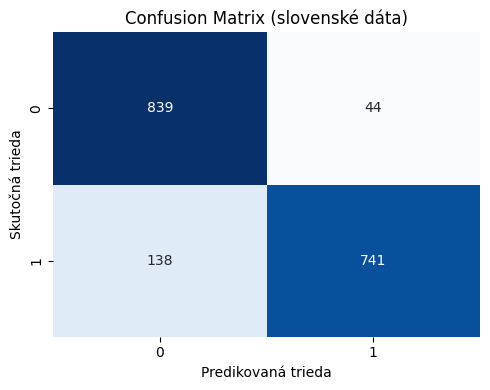 Confusion Matrix (slovenské dáta)
Skutočná trieda
0
839
44
1
138
741
0
1
Predikovaná trieda